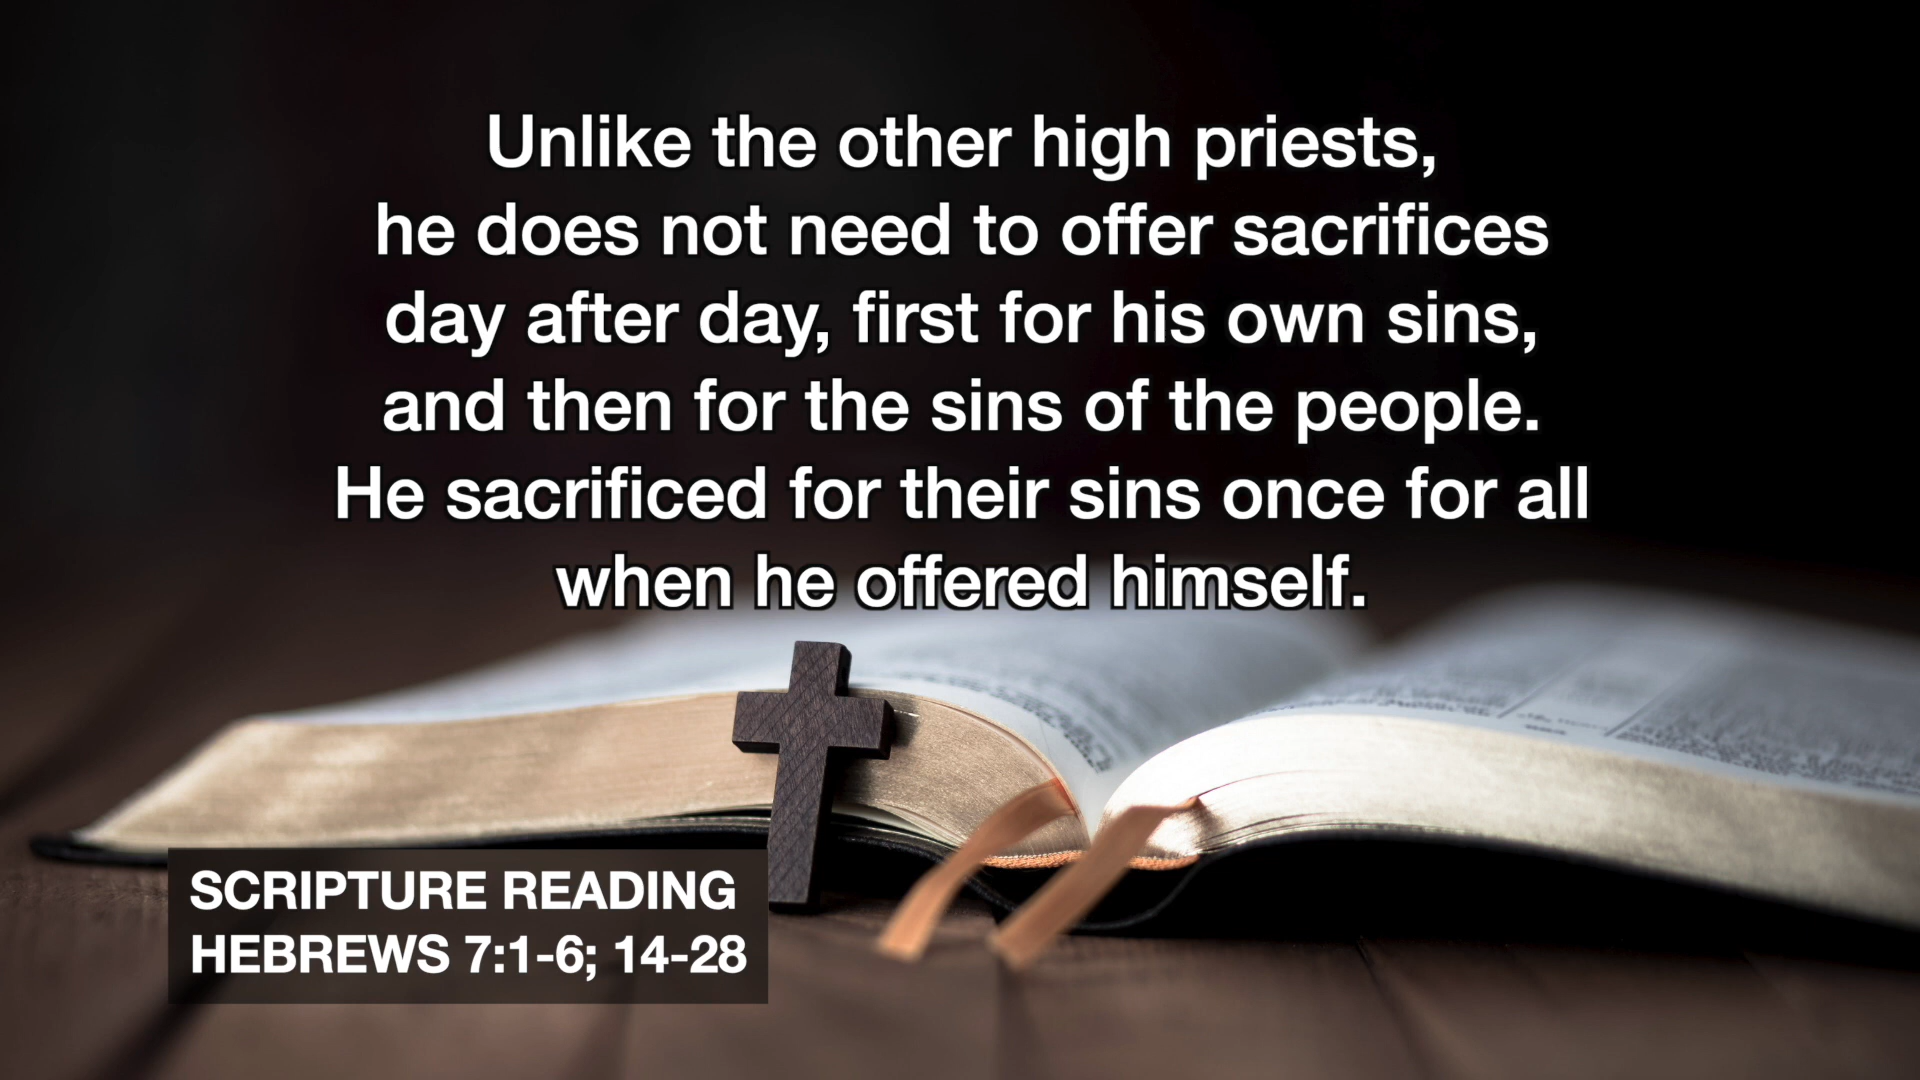 Unlike the other high priests,
he does not need to offer sacrifices
day after day, first for his own sins,
and then for the sins of the people.
He sacrificed for their sins once for all
when he offered himself.
SCRIPTURE READING
HEBREWS 7:1-6; 14-28